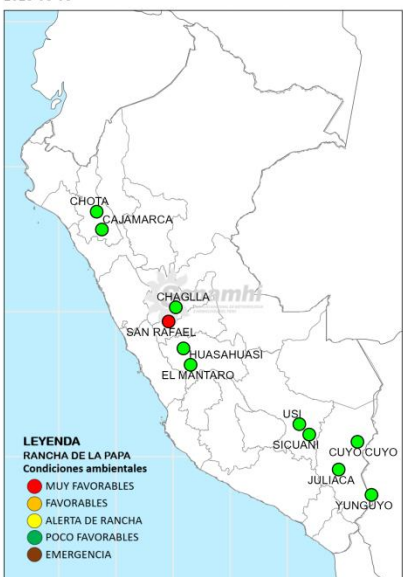 CHOTA
CAJAMARCA
Senamhi
CHAGLLA
SAN RAFAEL
HUASAHUASI
EL MANTARO
USI
SICUANI
CUYO CUYO
JULIACA
YUNGUYO
LEYENDA
RANCHA DE LA PAPA
Condiciones ambientales
MUY FAVORABLES
FAVORABLES
ALERTA DE RANCHA
POCO FAVORABLES
EMERGENCIA